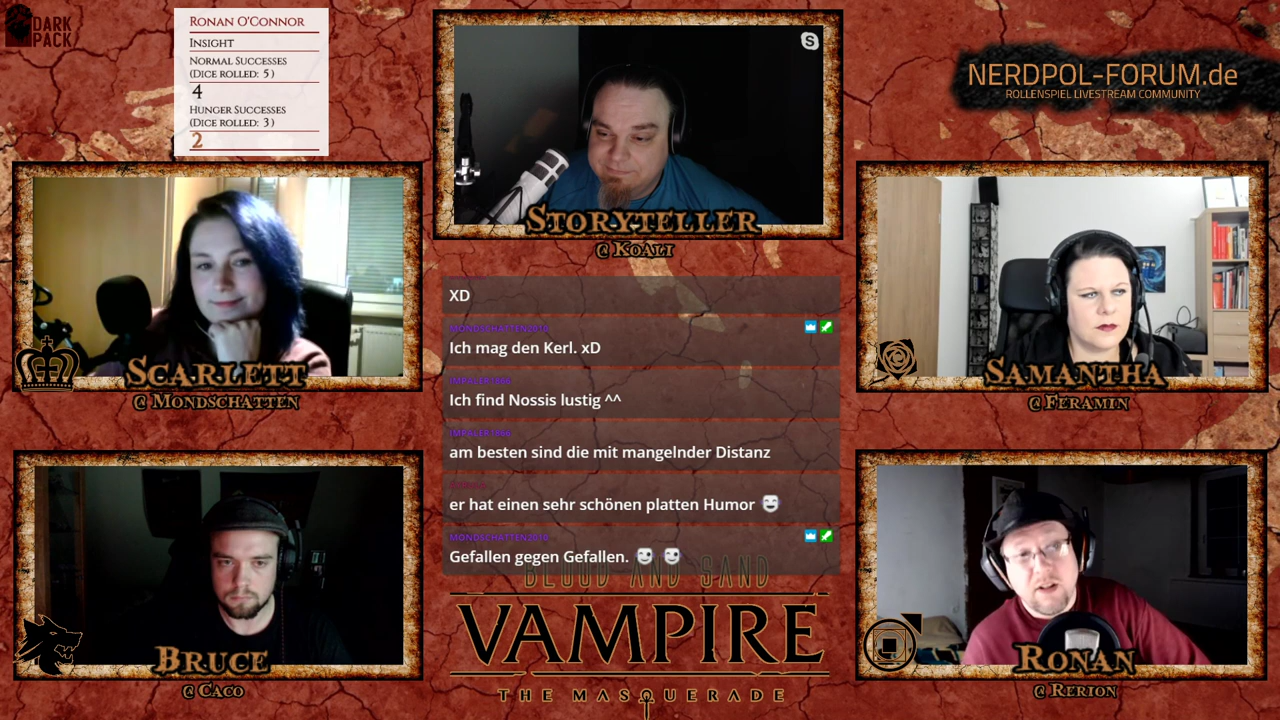 DARK
PACK
Ronan O'Connor
Insight
Normal Successes
(Dice rolled: 5)
4
Hunger Successes
(Dice rolled: 3)
2
NERDPOL-FORUM.de
ROLLENSPIEL LIVESTREAM COMMUNITY
STORYTELLER
@ KOALI
SCARLETT
@ MONDSCHATTEN
SAMANTHA
@ FERAMIN
XD
MONDSCHATTEN2010
Ich mag den Kerl. xD
Ich find Nossis lustig ^^
am besten sind die mit mangelnder Distanz
er hat einen sehr schönen platten Humor
MONDSCHATTEN2010
Gefallen gegen Gefallen.
BLOOD AND SAND
VAMPIRE
THE MASQUERADE
BRUCE
@ CACO
RONAN
@ RERION